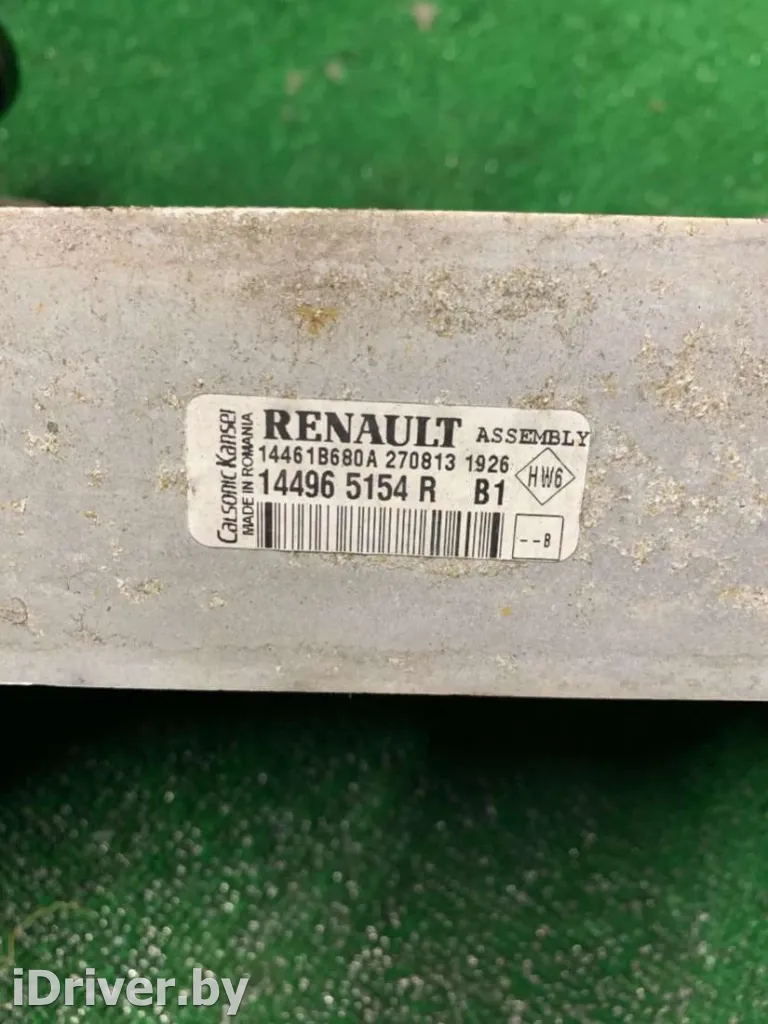 Calsonic Kansei
MADE IN ROMANIA
RENAULT ASSEMBLY
14461B680A 270813 1926
14496 5154 R B1
HW6
--B
iDriver.by